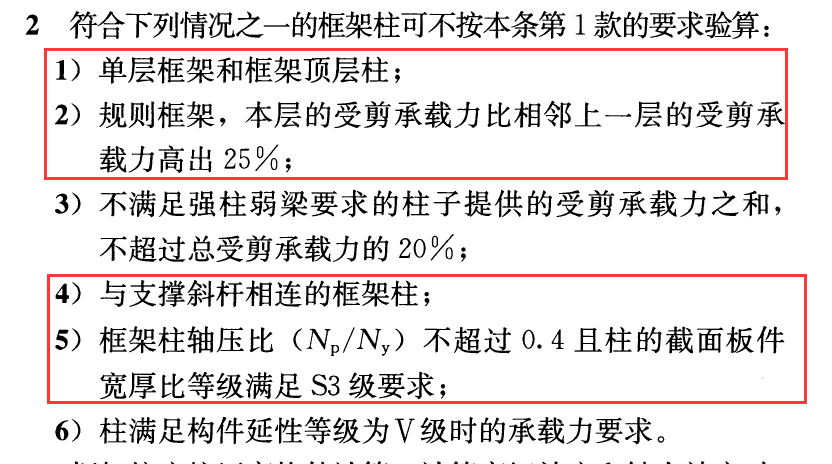 2 符合下列情况之一的框架柱可不按本条第1款的要求验算：
1）单层框架和框架顶层柱；
2）规则框架，本层的受剪承载力比相邻上一层的受剪承
载力高出25%；
3）不满足强柱弱梁要求的柱子提供的受剪承载力之和，
不超过总受剪承载力的20%；
4）与支撑斜杆相连的框架柱；
5）框架柱轴压比（Np/Ny）不超过0.4且柱的截面板件
宽厚比等级满足S3级要求；
6）柱满足构件延性等级为Ⅴ级时的承载力要求。